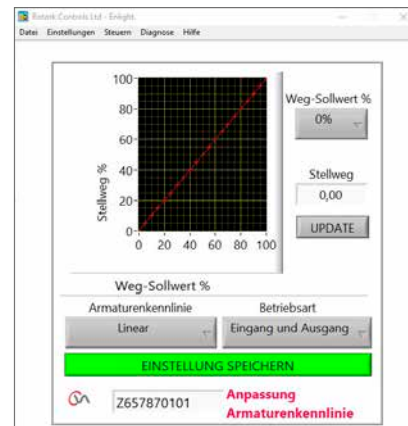 Rotork Controls Ltd - Enlight.
Datei Einstellungen Steuern Diagnose Hilfe
100
80
60
40
20
0
Stellweg %
0 20 40 60 80 100
Weg-Sollwert %
Weg-Sollwert %
0%
Stellweg
0,00
UPDATE
Armaturenkennlinie
Betriebsart
Linear
Eingang und Ausgang
EINSTELLUNG SPEICHERN
Z657870101
Anpassung
Armaturenkennlinie